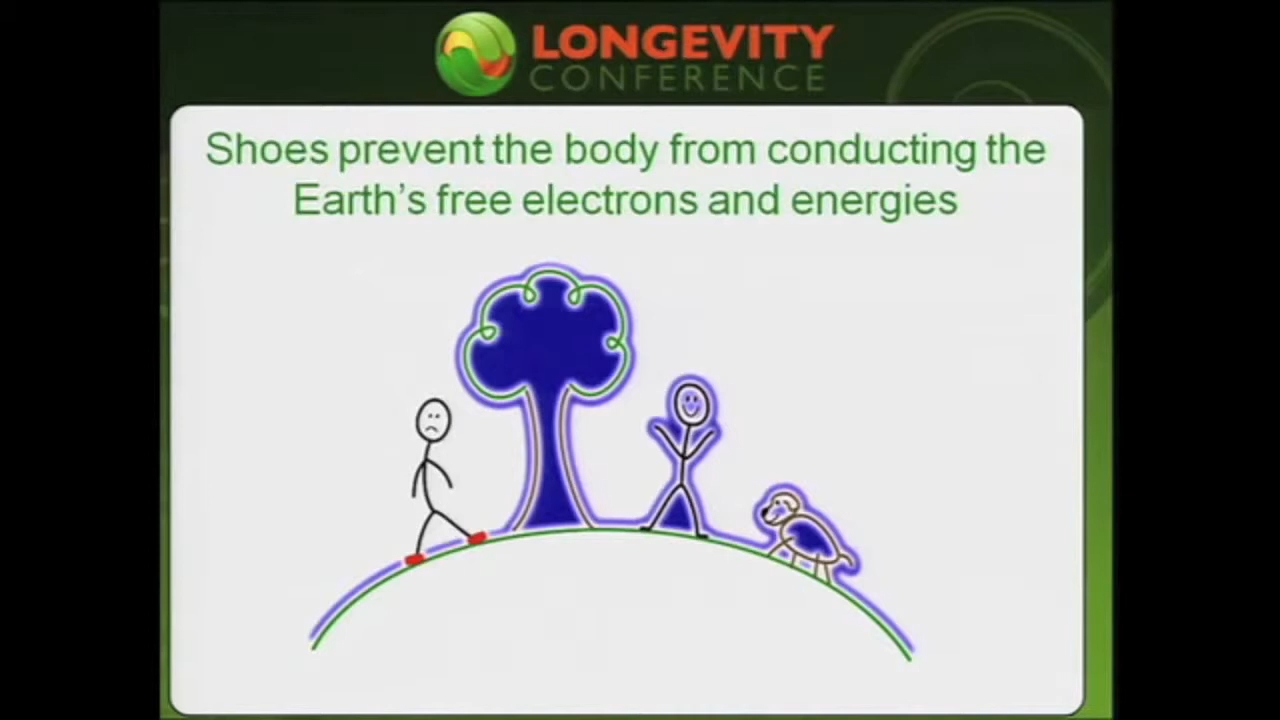 LONGEVITY
CONFERENCE
Shoes prevent the body from conducting the
Earth's free electrons and energies